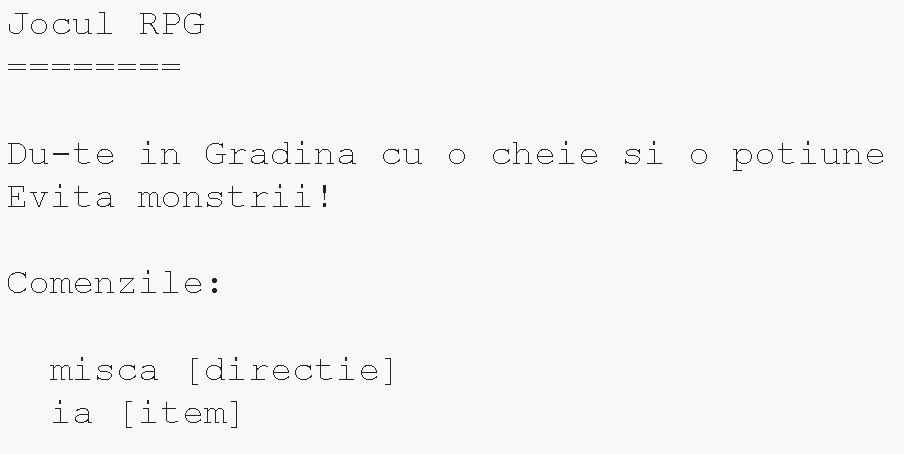 Jocul RPG
========
Du-te in Gradina cu o cheie si o potiune
Evita monstrii!
Comenzile:
misca [directie]
ia [item]